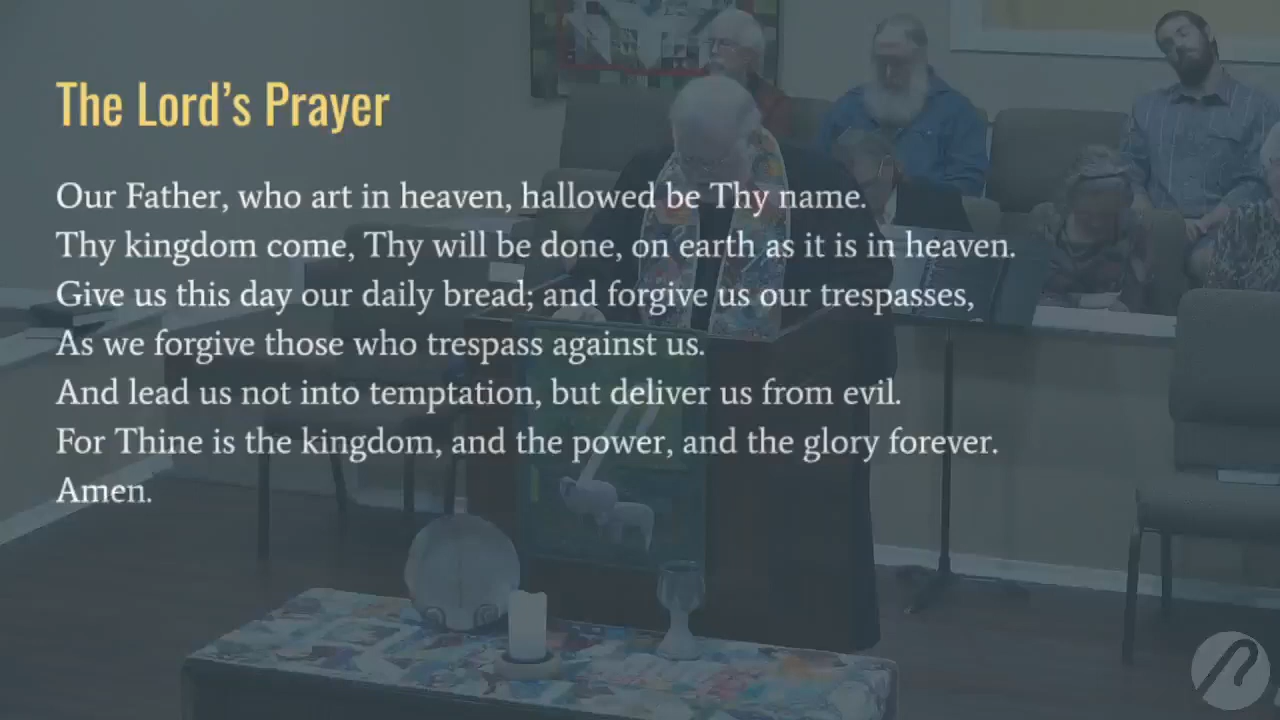 The Lord’s Prayer
Our Father, who art in heaven, hallowed be Thy name.
Thy kingdom come, Thy will be done, on earth as it is in heaven.
Give us this day our daily bread; and forgive us our trespasses,
As we forgive those who trespass against us.
And lead us not into temptation, but deliver us from evil.
For Thine is the kingdom, and the power, and the glory forever.
Amen.